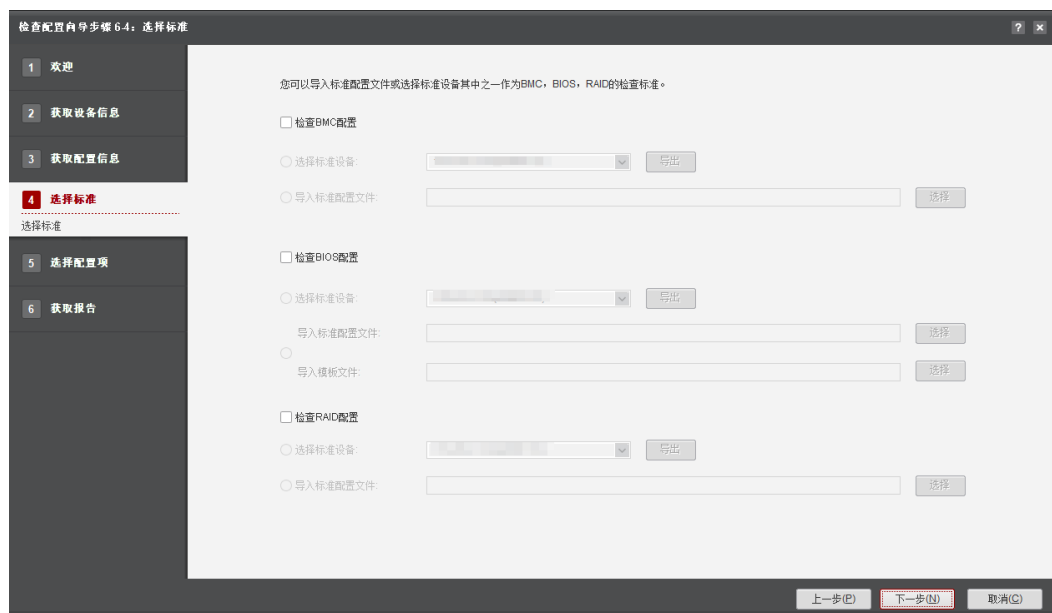 检查配置向导步骤 6-4：选择标准
? ×
1 欢迎
2 获取设备信息
3 获取配置信息
4 选择标准
选择标准
5 选择配置项
6 获取报告
您可以导入标准配置文件或选择标准设备其中之一作为BMC，BIOS，RAID的检查标准。
检查BMC配置
选择标准设备: 导出
导入标准配置文件: 选择
检查BIOS配置
选择标准设备: 导出
导入标准配置文件: 选择
导入模板文件: 选择
检查RAID配置
选择标准设备: 导出
导入标准配置文件: 选择
上一步(P) 下一步(N) 取消(C)